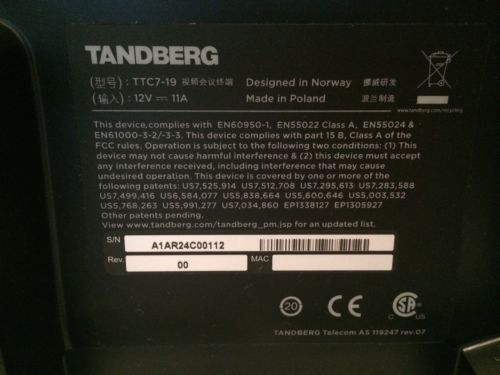 TANDBERG
(型号) : TTC7-19 视频会议终端 Designed in Norway 挪威研发
(输入) : 12V ⎓ 11A Made in Poland 波兰制造
www.tandberg.com/recycling
This device,complies with EN60950-1, EN55022 Class A, EN55024 &
EN61000-3-2/-3-3. This device complies with part 15 B, Class A of the
FCC rules. Operation is subject to the following two conditions: (1) This
device may not cause harmful interference & (2) this device must accept
any interference received, including interference that may cause
undesired operation. This device is covered by one or more of the
following patents: US7,525,914 US7,512,708 US7,295,613 US7,283,588
US7,499,416 US6,584,077 US5,838,664 US5,600,646 US5,003,532
US5,768,263 US5,991,277 US7,034,860 EP1338127 EP1305927
Other patents pending.
View www.tandberg.com/tandberg_pm.jsp for an updated list.
S/N A1AR24C00112
Rev. 00 MAC
20 CE C SA US
TANDBERG Telecom AS 119247 rev.07